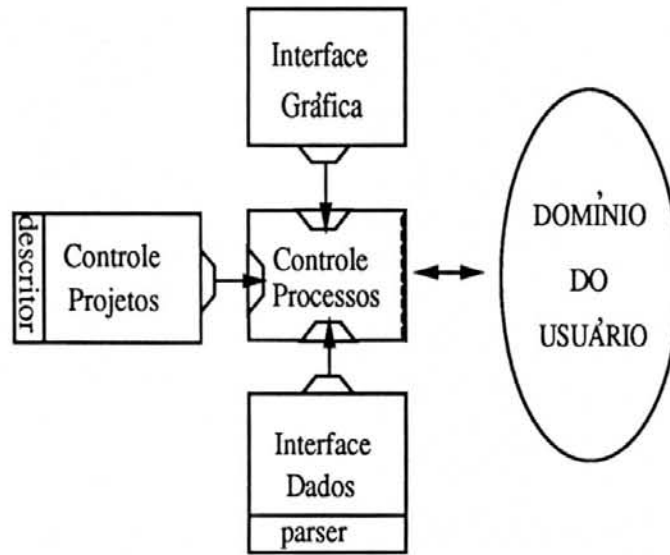 Interface
Gráfica
descritor
Controle
Projetos
Controle
Processos
DOMÍNIO
DO
USUÁRIO
Interface
Dados
parser